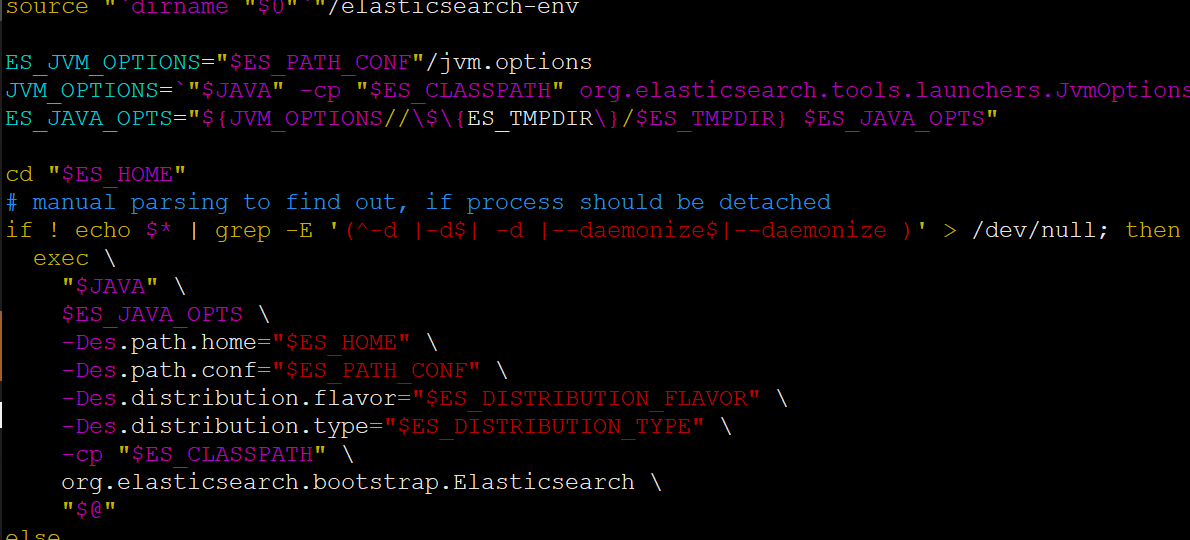 source "`dirname "$0"`"/elasticsearch-env
ES_JVM_OPTIONS="$ES_PATH_CONF"/jvm.options
JVM_OPTIONS=`"$JAVA" -cp "$ES_CLASSPATH" org.elasticsearch.tools.launchers.JvmOptions
ES_JAVA_OPTS="${JVM_OPTIONS//\$\{ES_TMPDIR\}/$ES_TMPDIR} $ES_JAVA_OPTS"
cd "$ES_HOME"
# manual parsing to find out, if process should be detached
if ! echo $* | grep -E '(^-d |-d$| -d |--daemonize$|--daemonize )' > /dev/null; then
  exec \
    "$JAVA" \
    $ES_JAVA_OPTS \
    -Des.path.home="$ES_HOME" \
    -Des.path.conf="$ES_PATH_CONF" \
    -Des.distribution.flavor="$ES_DISTRIBUTION_FLAVOR" \
    -Des.distribution.type="$ES_DISTRIBUTION_TYPE" \
    -cp "$ES_CLASSPATH" \
    org.elasticsearch.bootstrap.Elasticsearch \
    "$@"
else